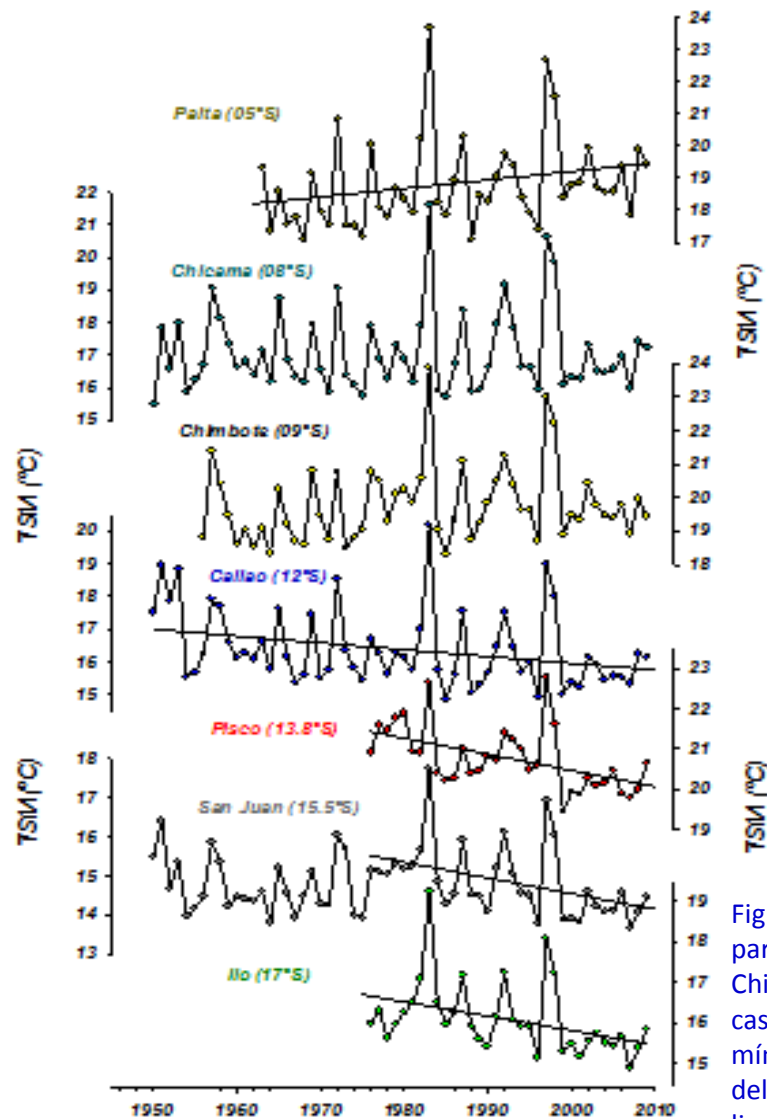 24
23
22
21
20
19
18
17
Paita (05°S)
22
21
20
19
18
17
16
15
Chicama (08°S)
TSM (ºC)
24
23
22
21
20
19
18
Chimbote (09°S)
TSM (ºC)
20
19
18
17
16
15
Callao (12°S)
23
22
21
20
19
Pisco (13.8°S)
TSM (ºC)
18
17
16
15
14
13
San Juan (15.5°S)
TSM(ºC)
19
18
17
16
15
Ilo (17°S)
1950 1960 1970 1980 1990 2000 2010
Fig
par
Chi
cas
mín
del